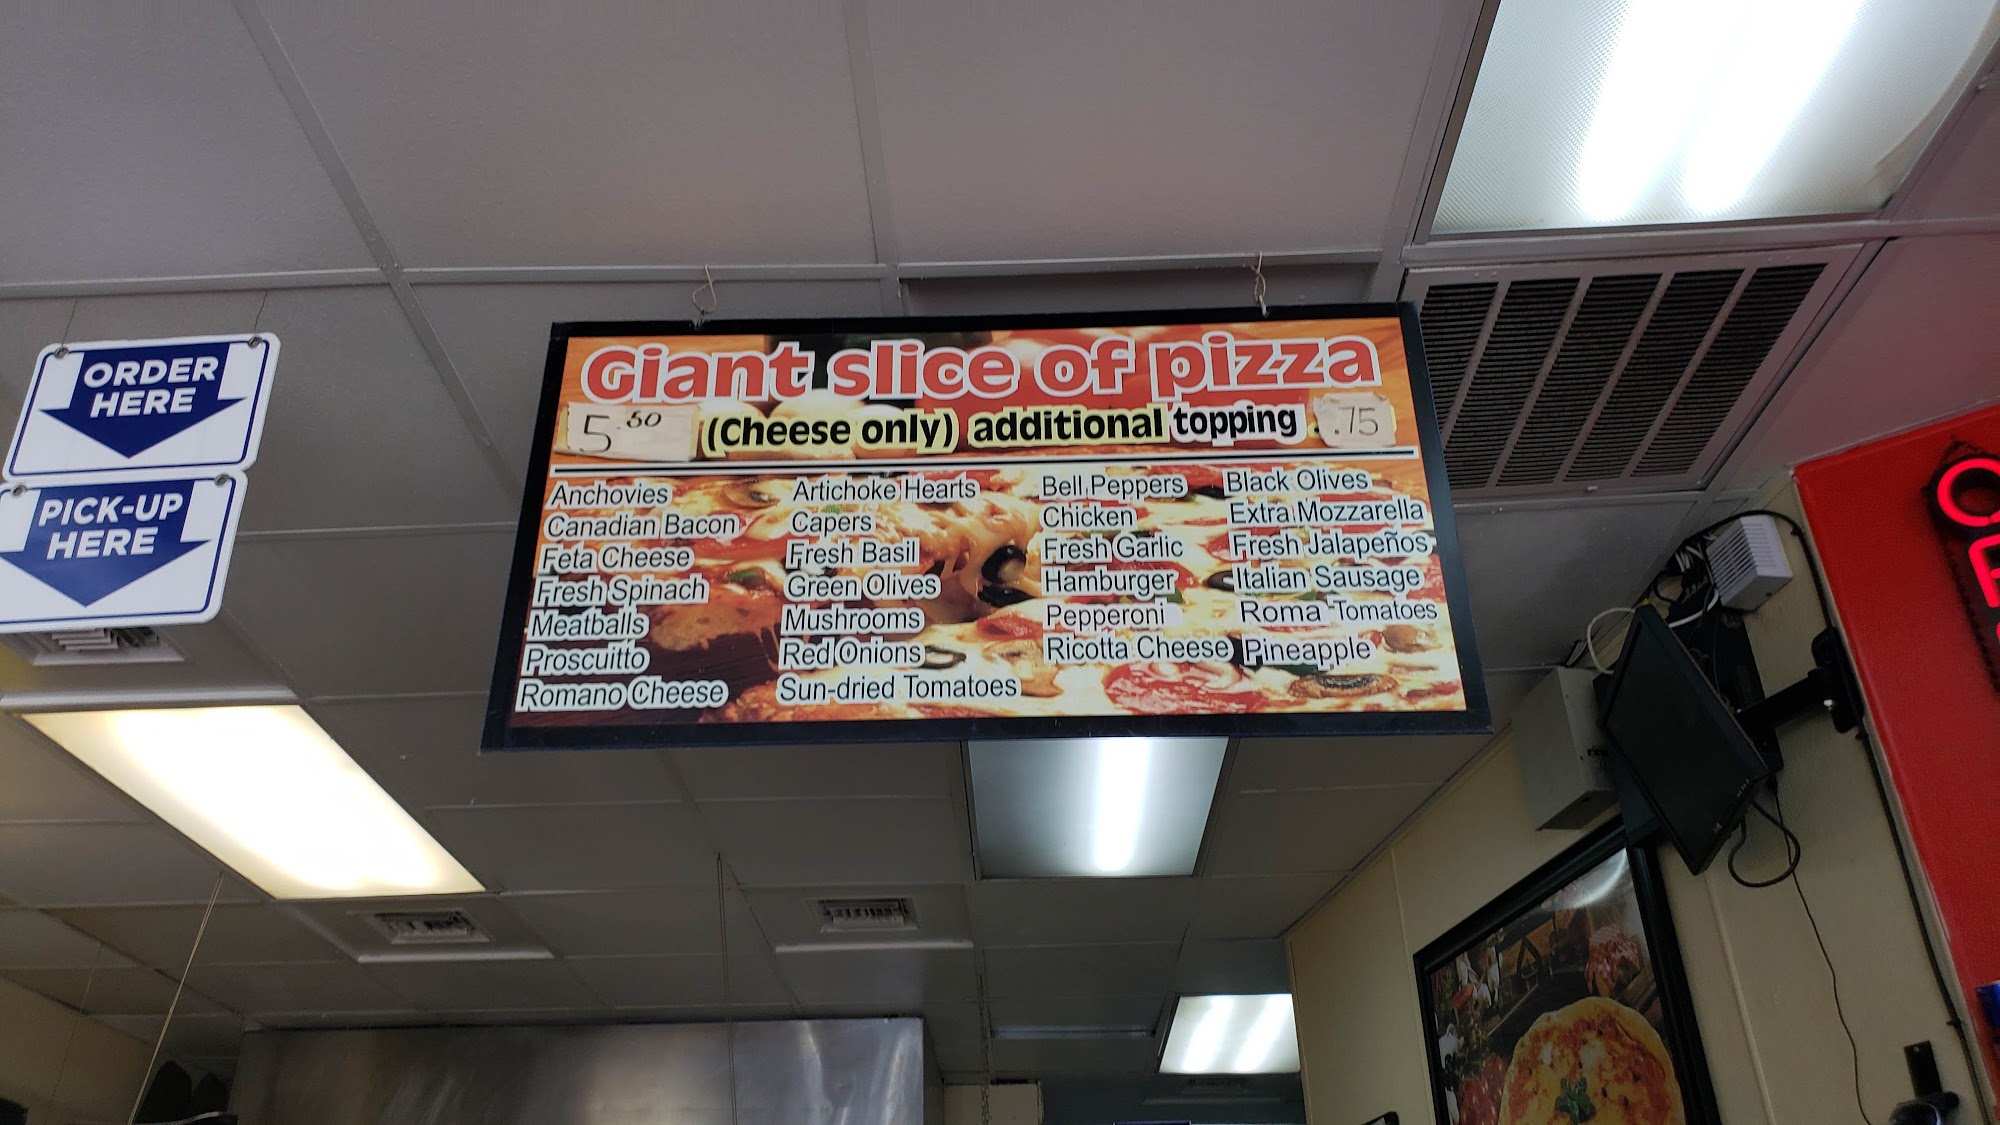 ORDER
HERE
PICK-UP
HERE
Giant slice of pizza
5.50 (Cheese only) additional topping .75
Anchovies Artichoke Hearts Bell Peppers Black Olives
Canadian Bacon Capers Chicken Extra Mozzarella
Feta Cheese Fresh Basil Fresh Garlic Fresh Jalapeños
Fresh Spinach Green Olives Hamburger Italian Sausage
Meatballs Mushrooms Pepperoni Roma Tomatoes
Proscuitto Red Onions Ricotta Cheese Pineapple
Romano Cheese Sun-dried Tomatoes